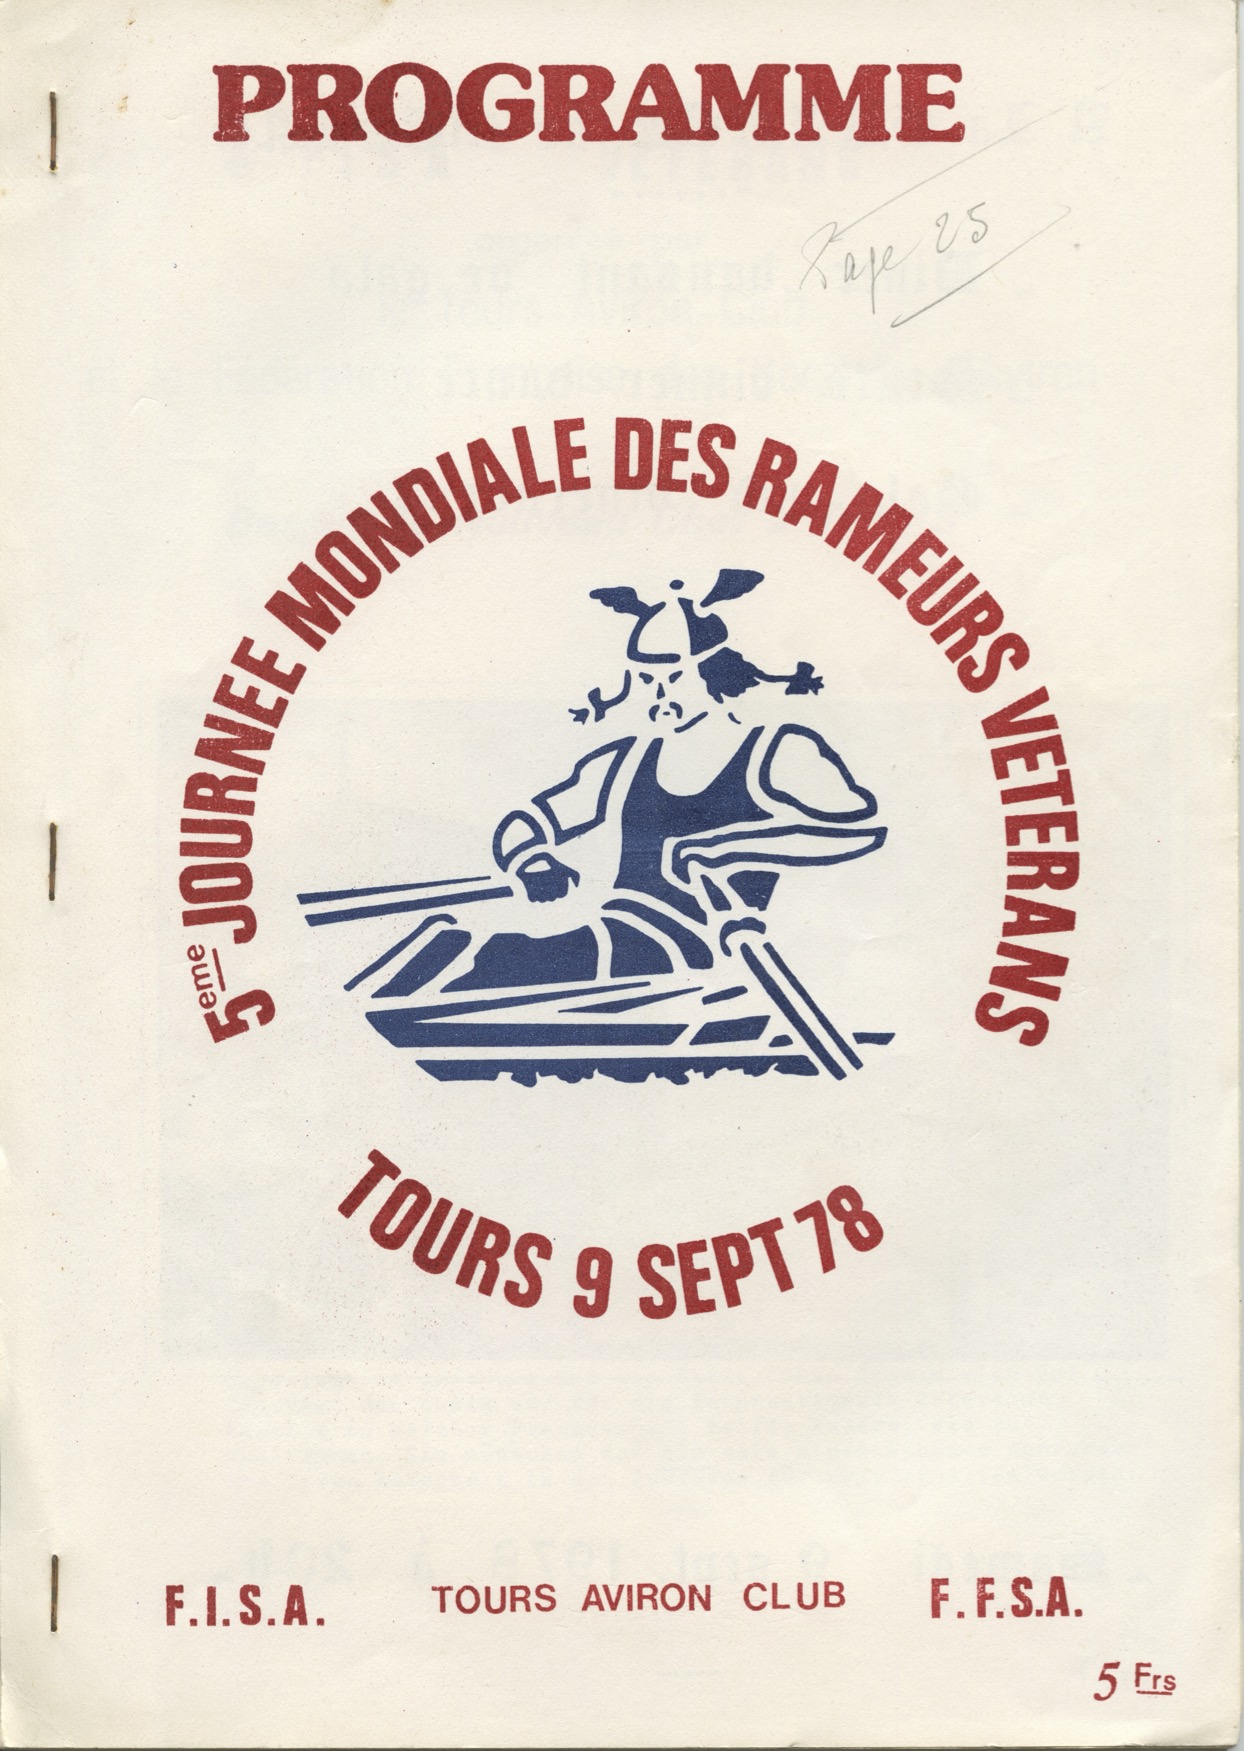 PROGRAMME
Page 25
5eme JOURNEE MONDIALE DES RAMEURS VETERANS
TOURS 9 SEPT 78
F.I.S.A. TOURS AVIRON CLUB F.F.S.A.
5 Frs